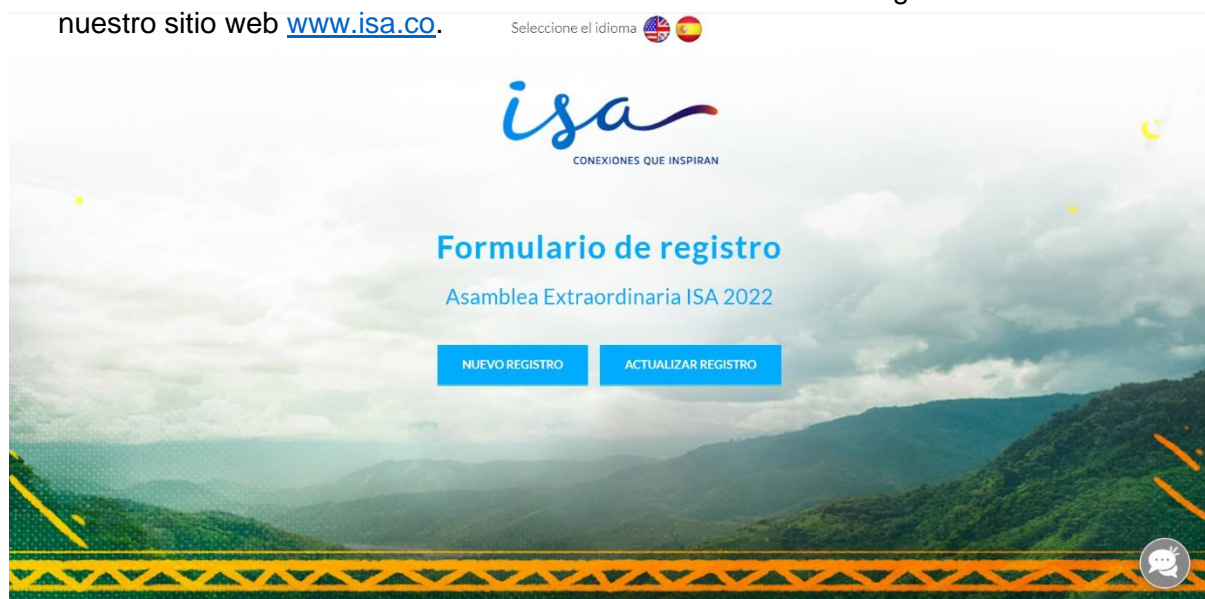 nuestro sitio web www.isa.co.
Seleccione el idioma
isa
CONEXIONES QUE INSPIRAN
Formulario de registro
Asamblea Extraordinaria ISA 2022
NUEVO REGISTRO
ACTUALIZAR REGISTRO